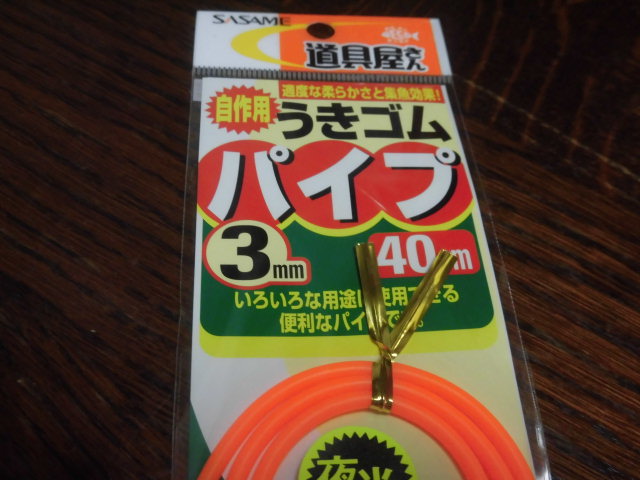 SASAME
道具屋さん
適度な柔らかさと集魚効果!
自作用
うきゴム
パイプ
3mm
40cm
いろいろな用途に使用できる
便利なパイプです。
夜光